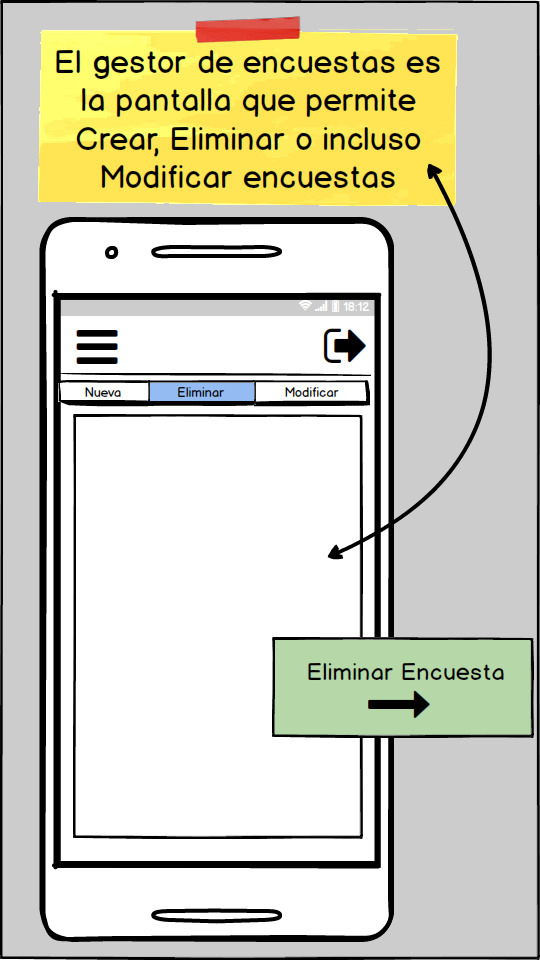 El gestor de encuestas es
la pantalla que permite
Crear, Eliminar o incluso
Modificar encuestas
18:12
Nueva Eliminar Modificar
Eliminar Encuesta